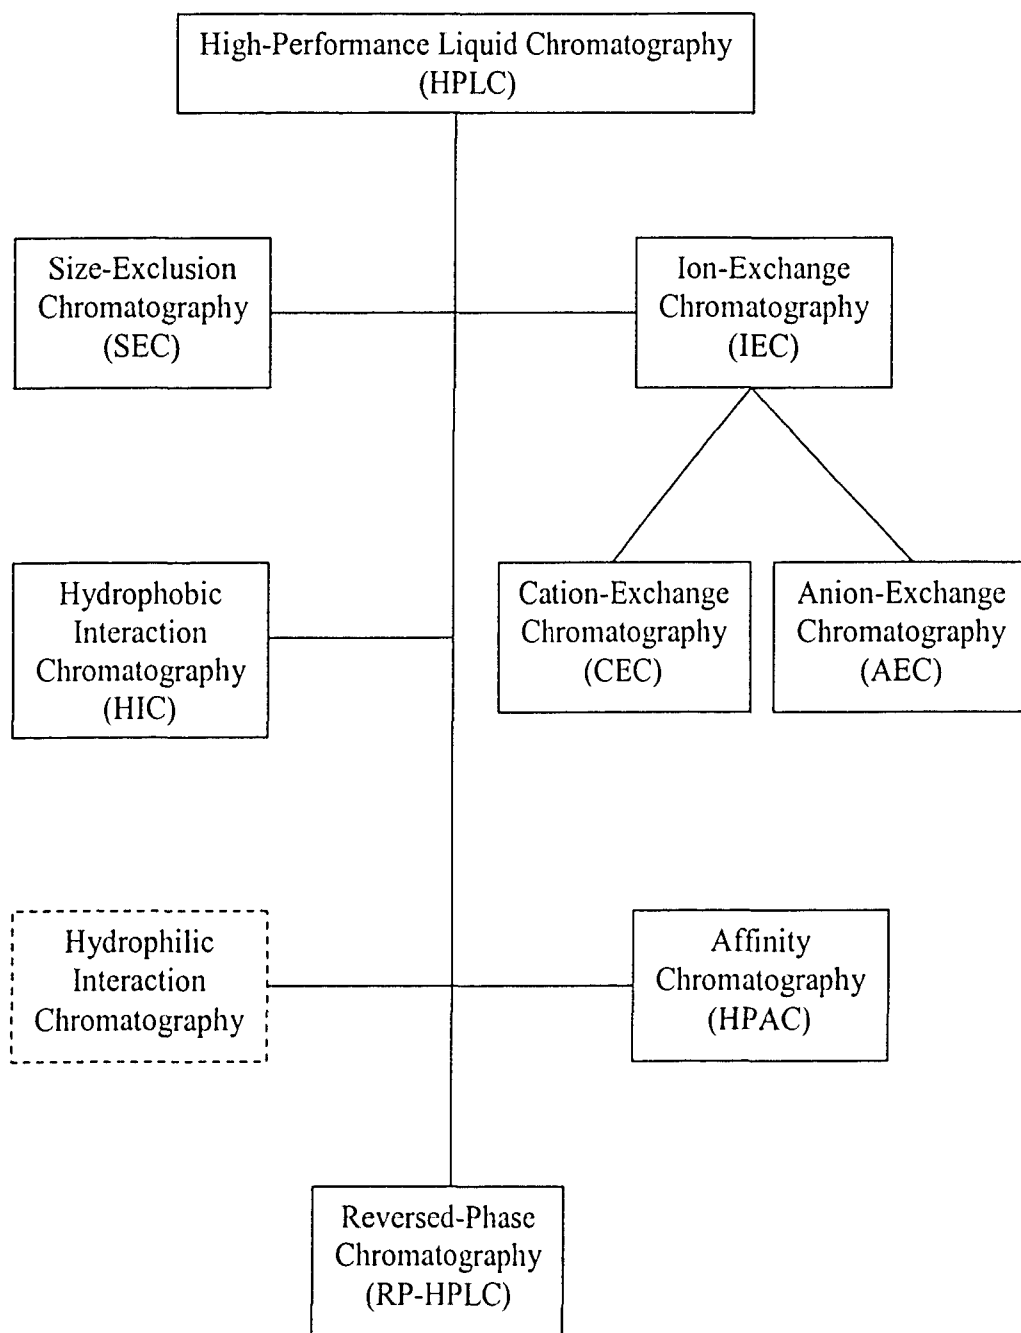 High-Performance Liquid Chromatography
(HPLC)
Size-Exclusion
Chromatography
(SEC)
Ion-Exchange
Chromatography
(IEC)
Hydrophobic
Interaction
Chromatography
(HIC)
Cation-Exchange
Chromatography
(CEC)
Anion-Exchange
Chromatography
(AEC)
Hydrophilic
Interaction
Chromatography
Affinity
Chromatography
(HPAC)
Reversed-Phase
Chromatography
(RP-HPLC)